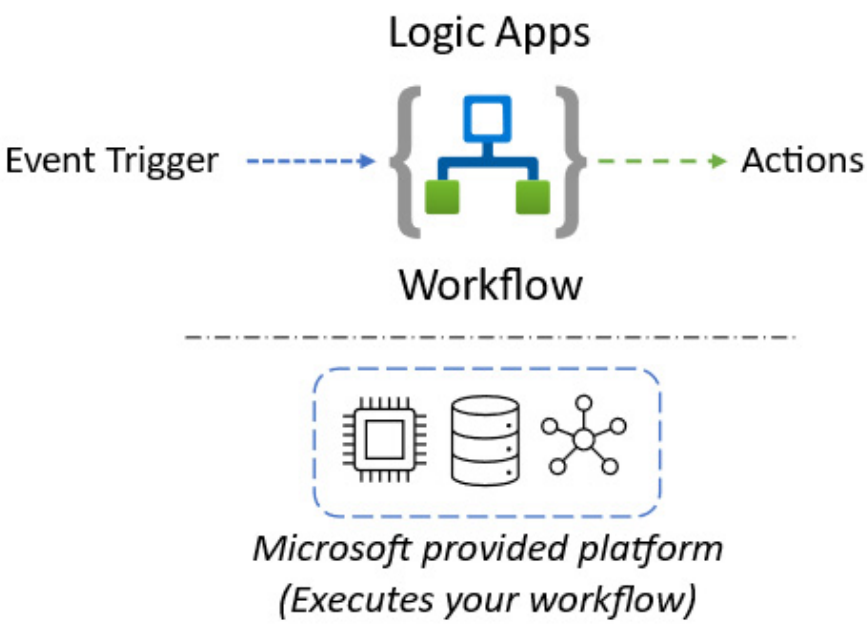 Logic Apps
Event Trigger
Actions
Workflow
Microsoft provided platform
(Executes your workflow)